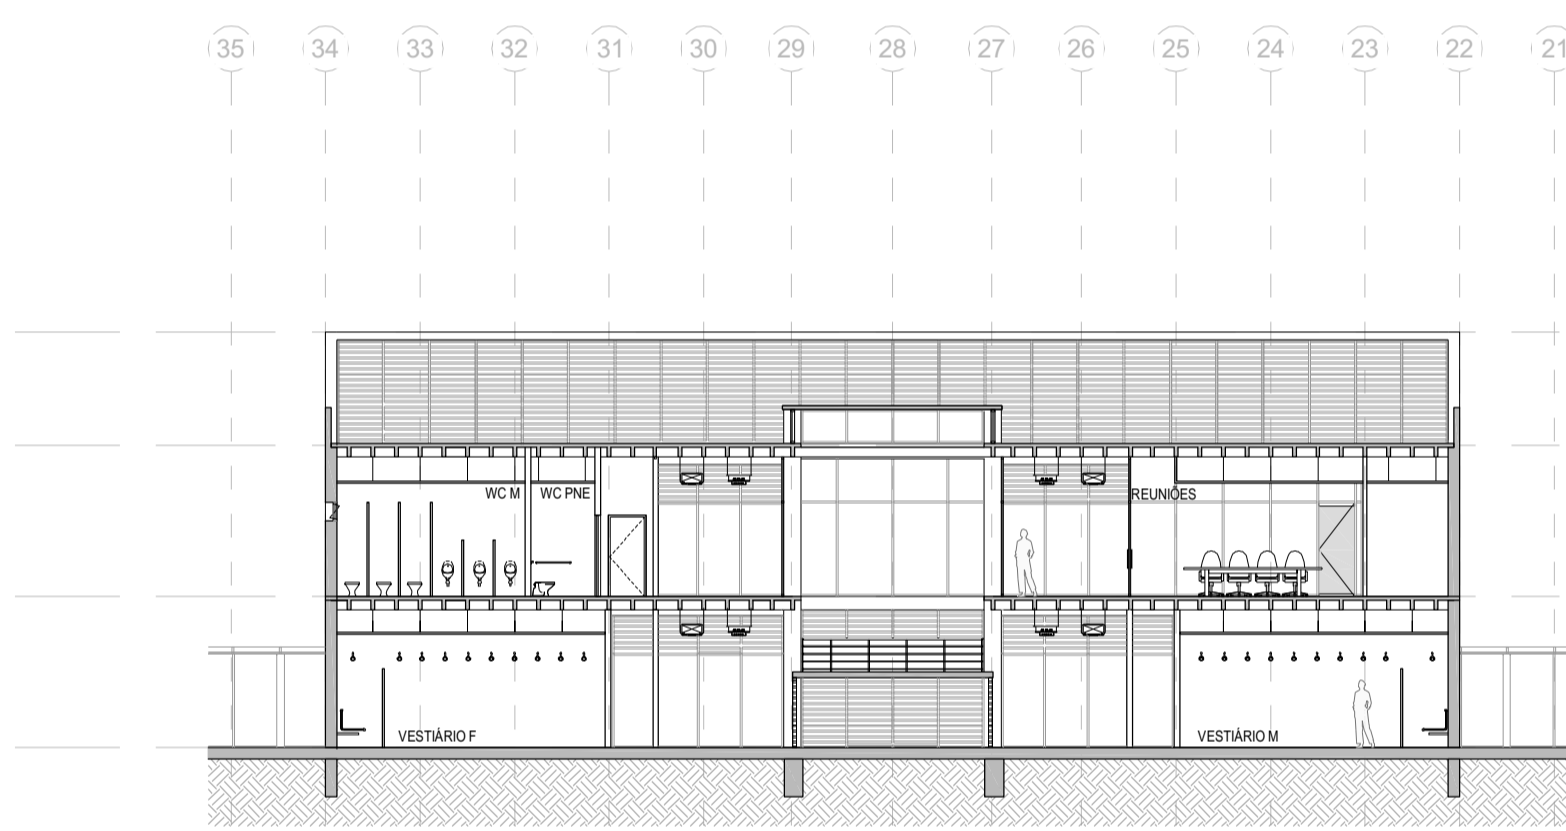 35 34 33 32 31 30 29 28 27 26 25 24 23 22 21
WC M WC PNE REUNIÕES
VESTIÁRIO F VESTIÁRIO M